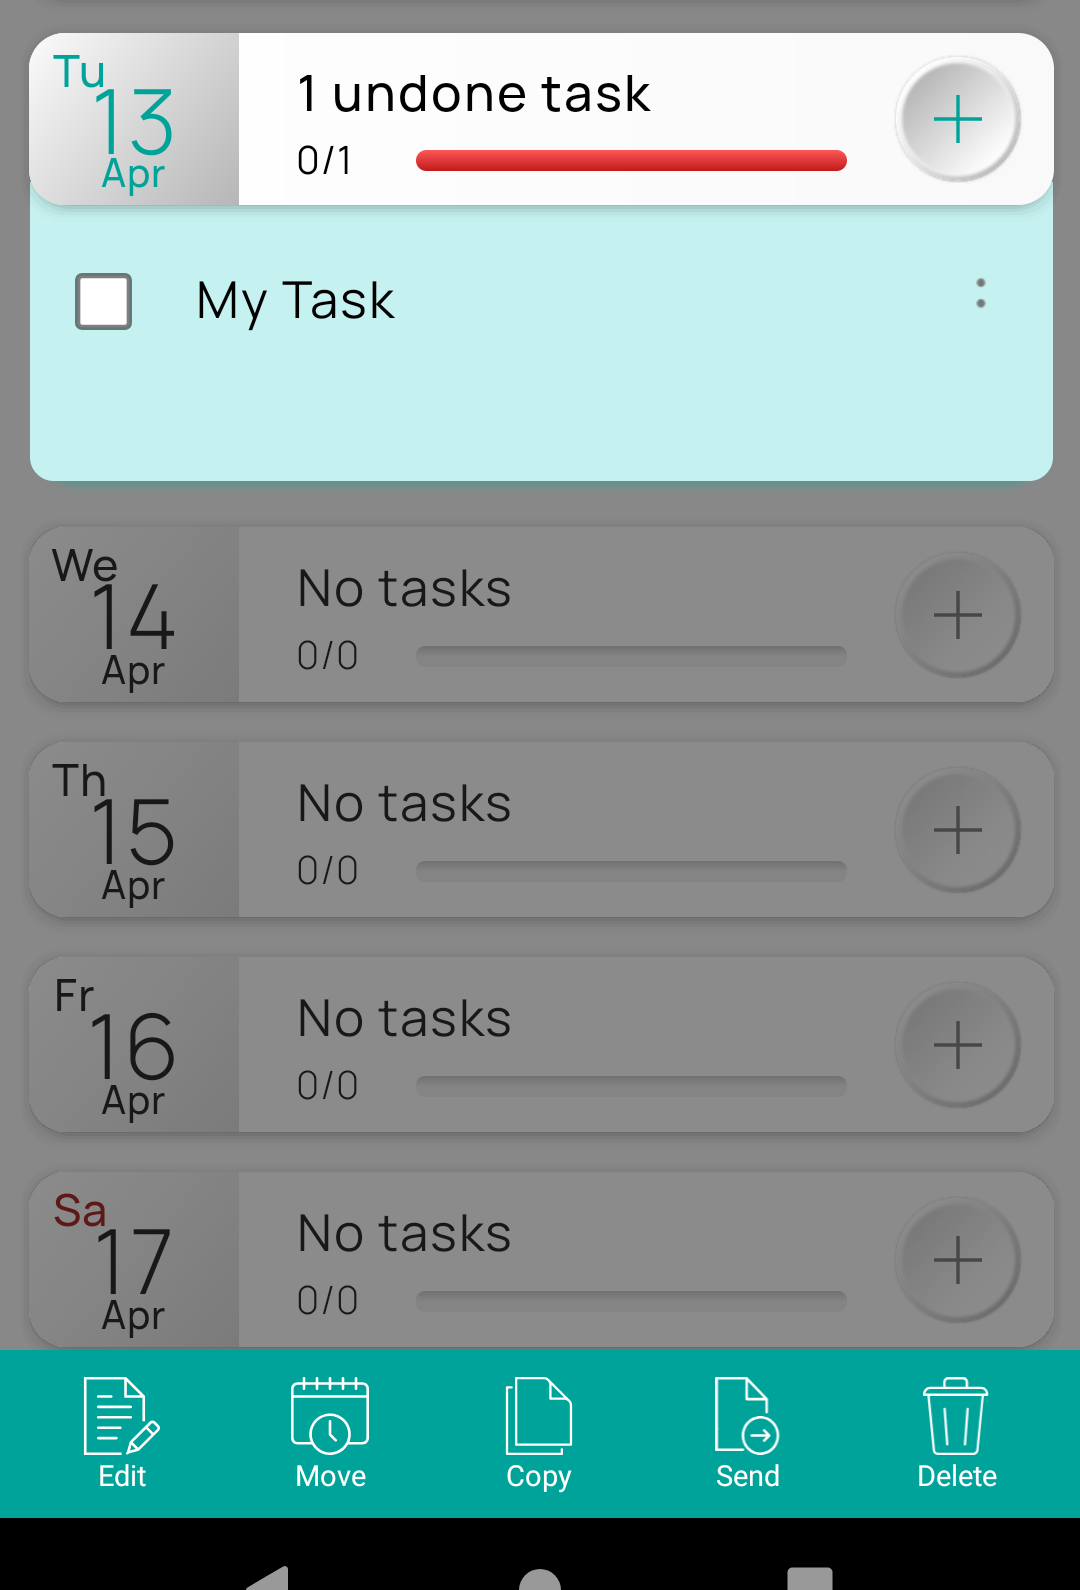 Tu
13
Apr
1 undone task
0/1
My Task
We
14
Apr
No tasks
0/0
Th
15
Apr
No tasks
0/0
Fr
16
Apr
No tasks
0/0
Sa
17
Apr
No tasks
0/0
Edit Move Copy Send Delete